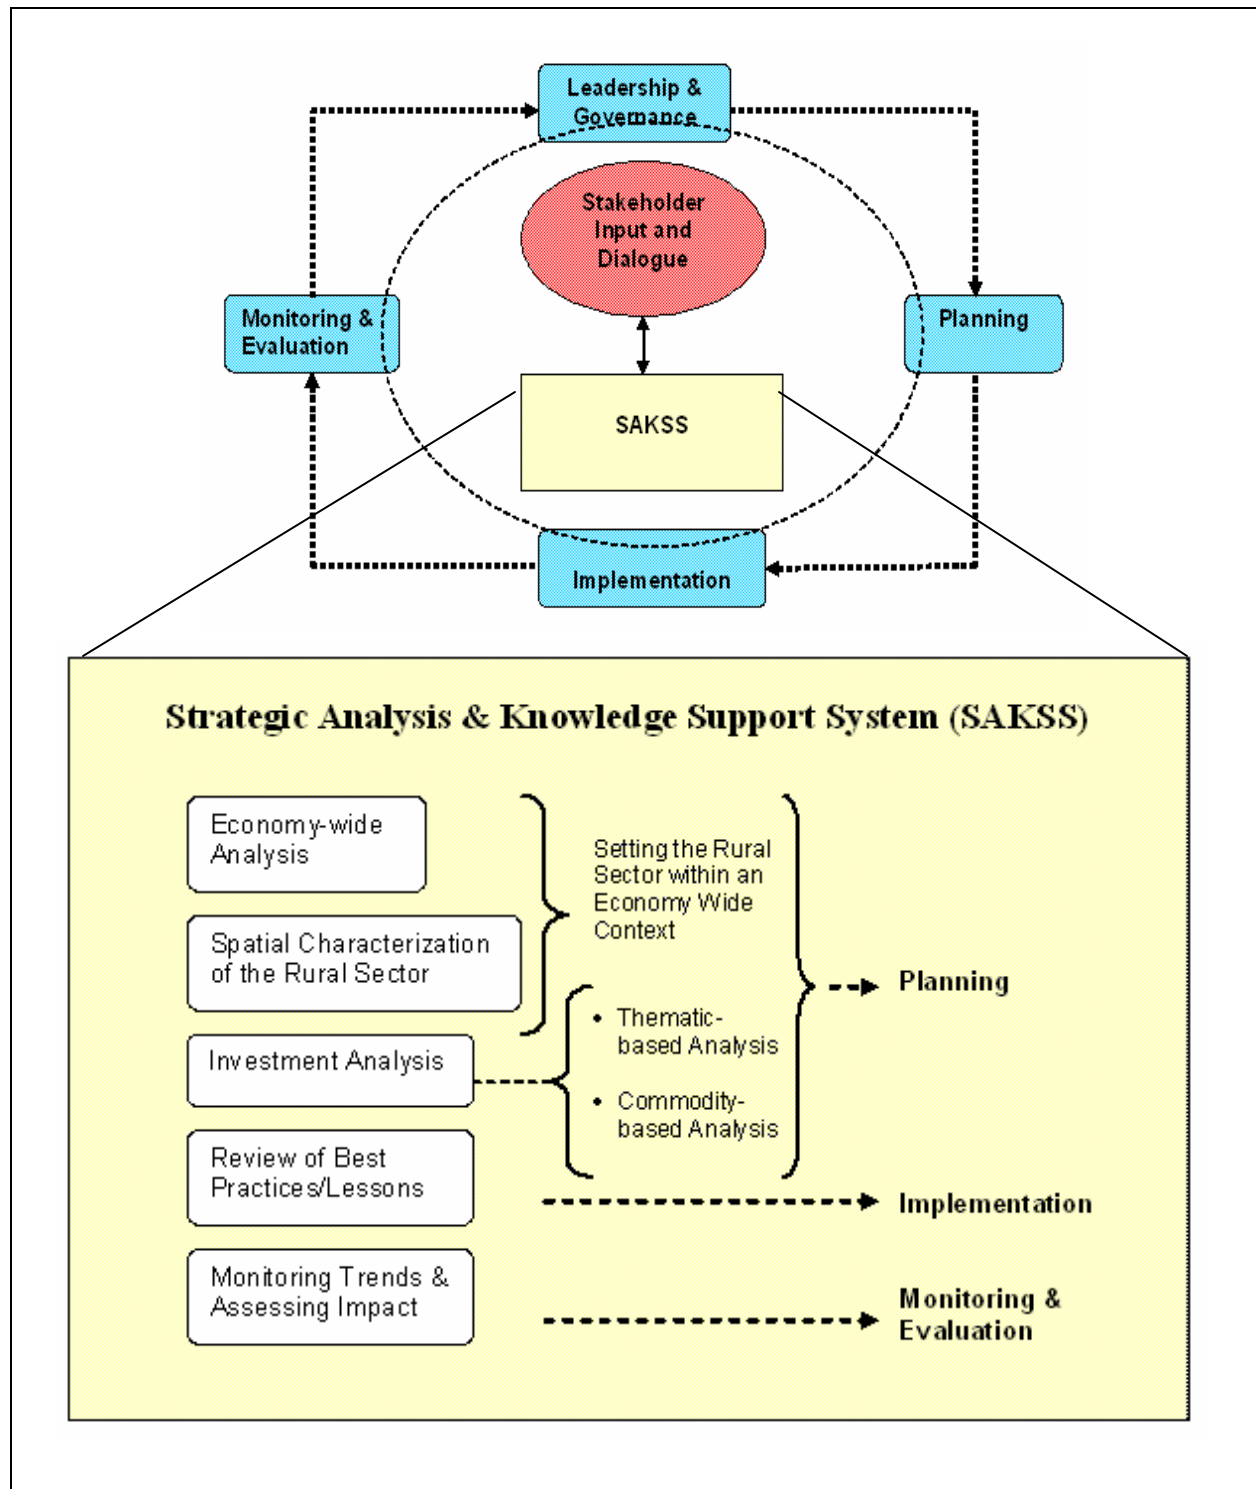 Leadership &
Governance
Stakeholder
Input and
Dialogue
Monitoring &
Evaluation
Planning
SAKSS
Implementation
Strategic Analysis & Knowledge Support System (SAKSS)
Economy-wide
Analysis
Setting the Rural
Sector within an
Economy Wide
Context
Spatial Characterization
of the Rural Sector
Planning
• Thematic-
based Analysis
Investment Analysis
• Commodity-
based Analysis
Review of Best
Practices/Lessons
Implementation
Monitoring Trends &
Assessing Impact
Monitoring &
Evaluation